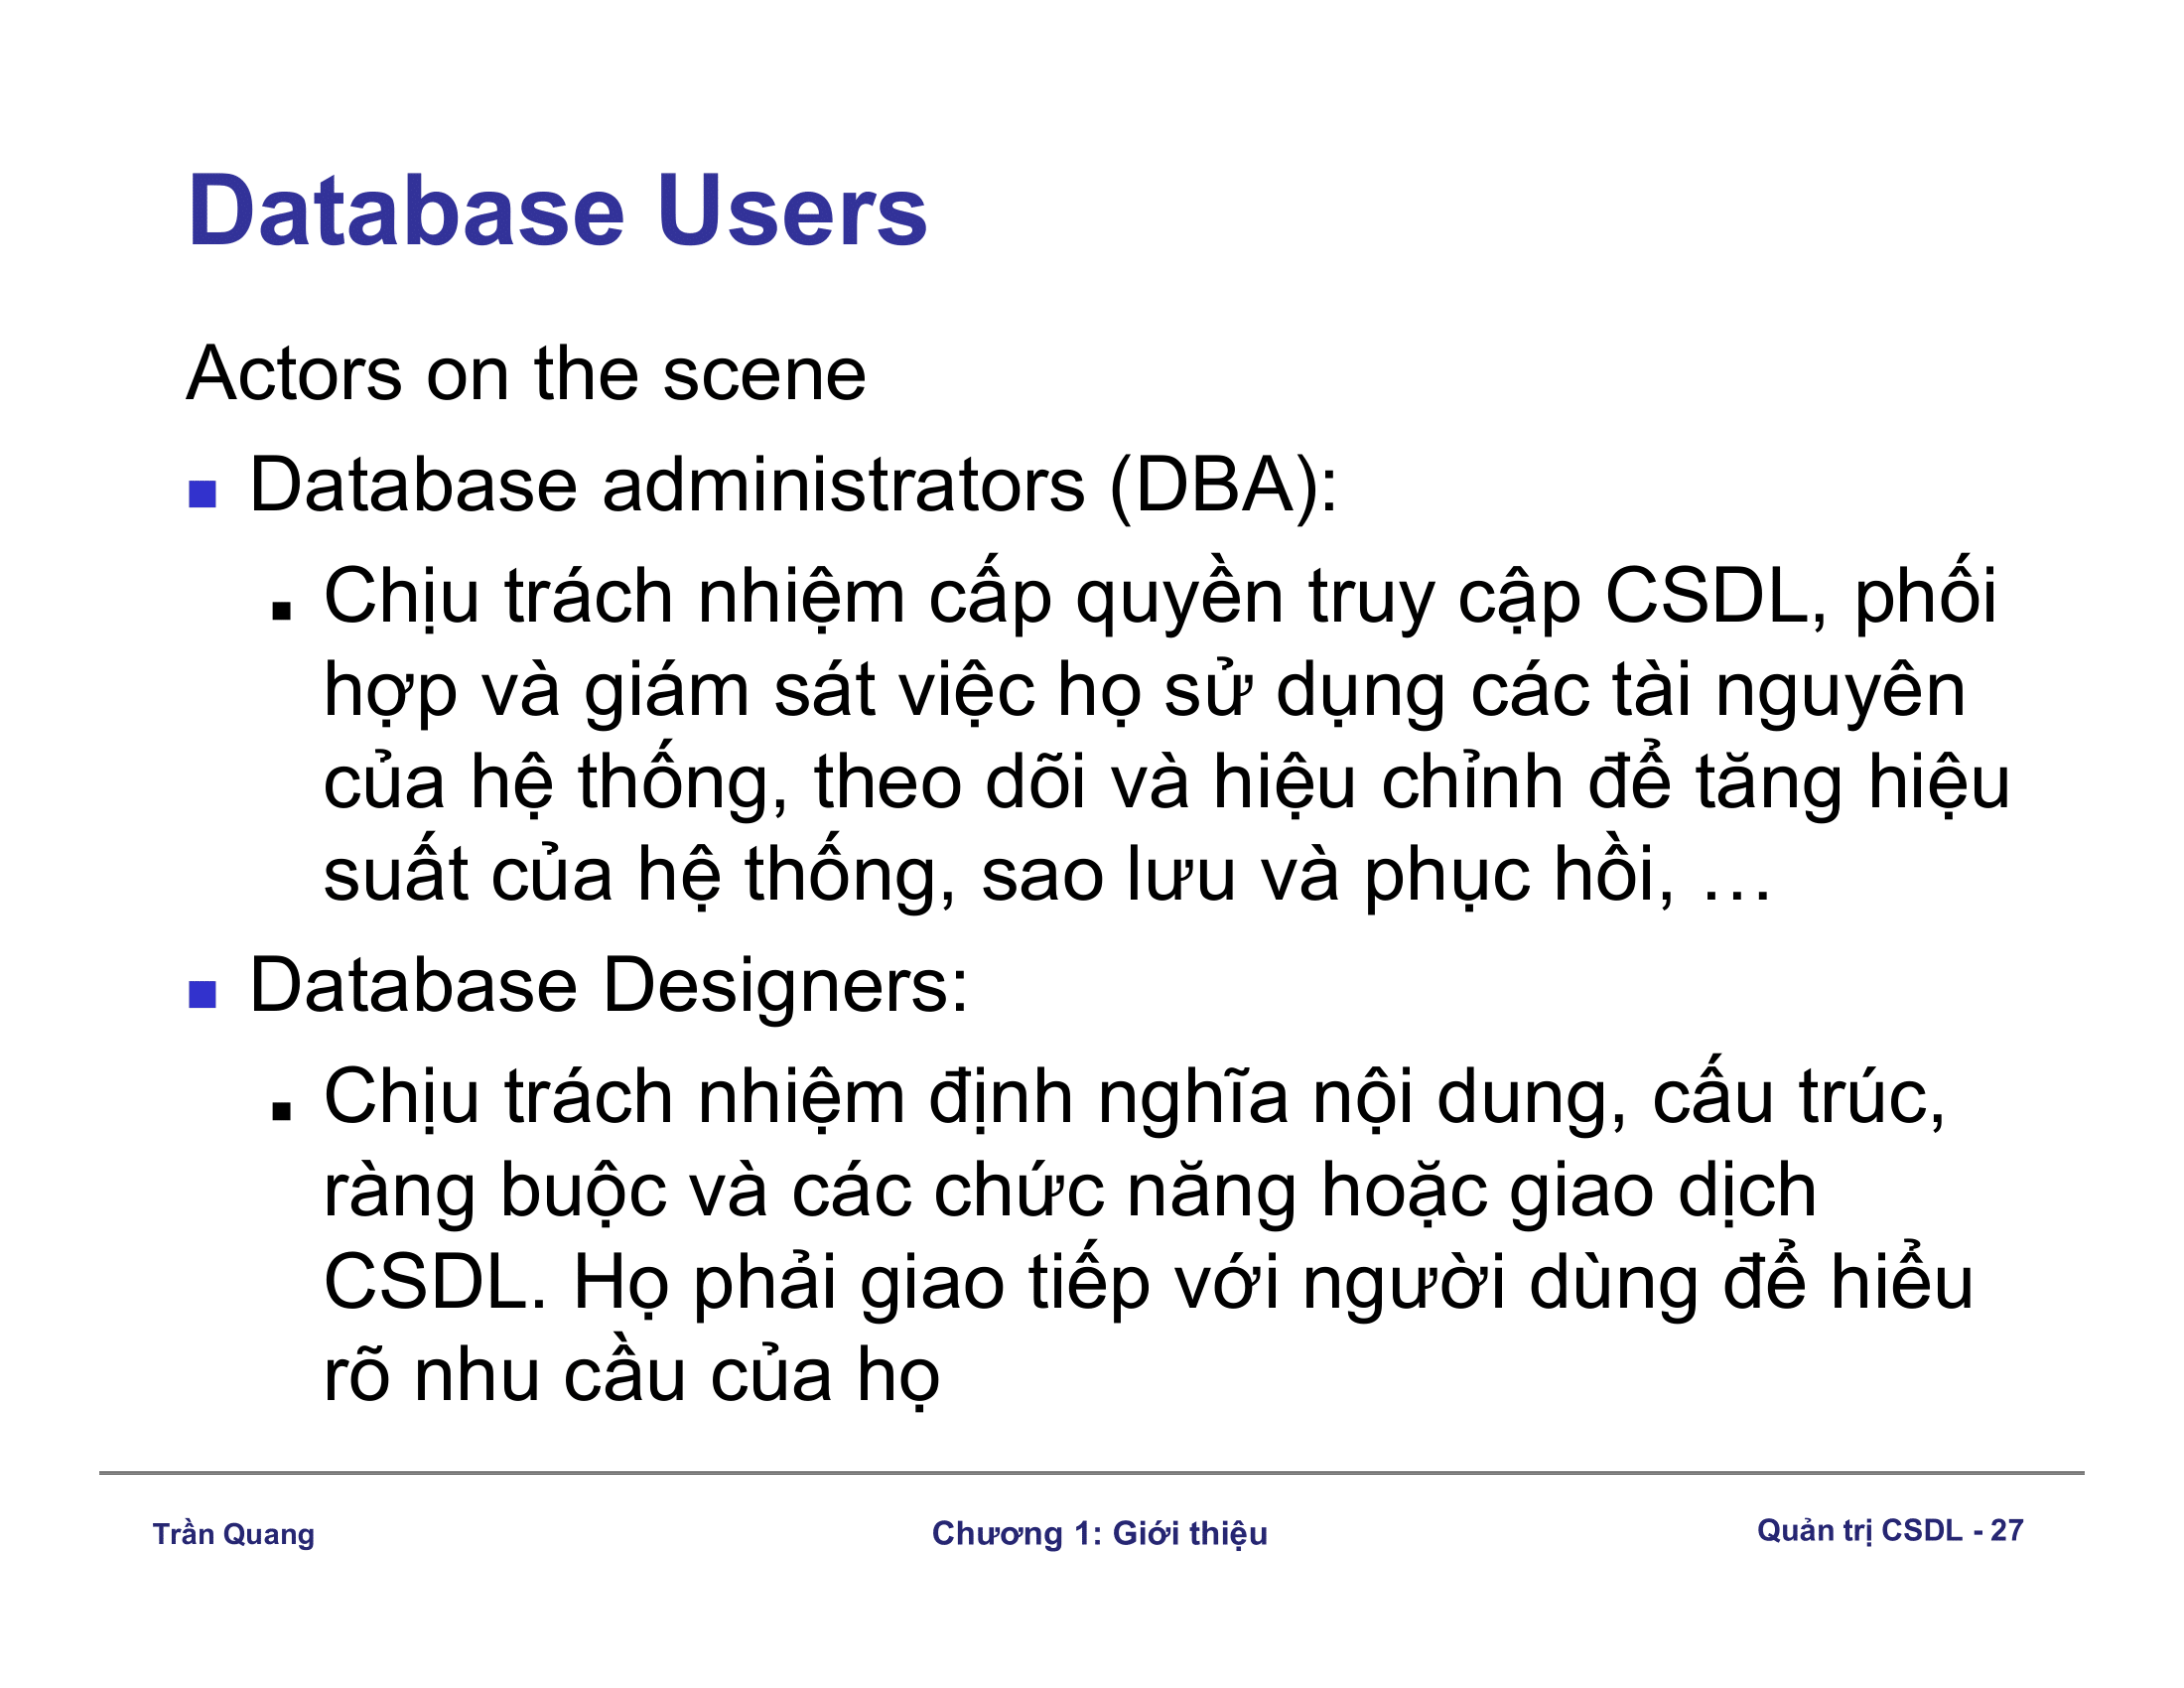 Database Users
Actors on the scene
Database administrators (DBA):
Chịu trách nhiệm cấp quyền truy cập CSDL, phối
hợp và giám sát việc họ sử dụng các tài nguyên
của hệ thống, theo dõi và hiệu chỉnh để tăng hiệu
suất của hệ thống, sao lưu và phục hồi, …
Database Designers:
Chịu trách nhiệm định nghĩa nội dung, cấu trúc,
ràng buộc và các chức năng hoặc giao dịch
CSDL. Họ phải giao tiếp với người dùng để hiểu
rõ nhu cầu của họ
Trần Quang
Chương 1: Giới thiệu
Quản trị CSDL - 27